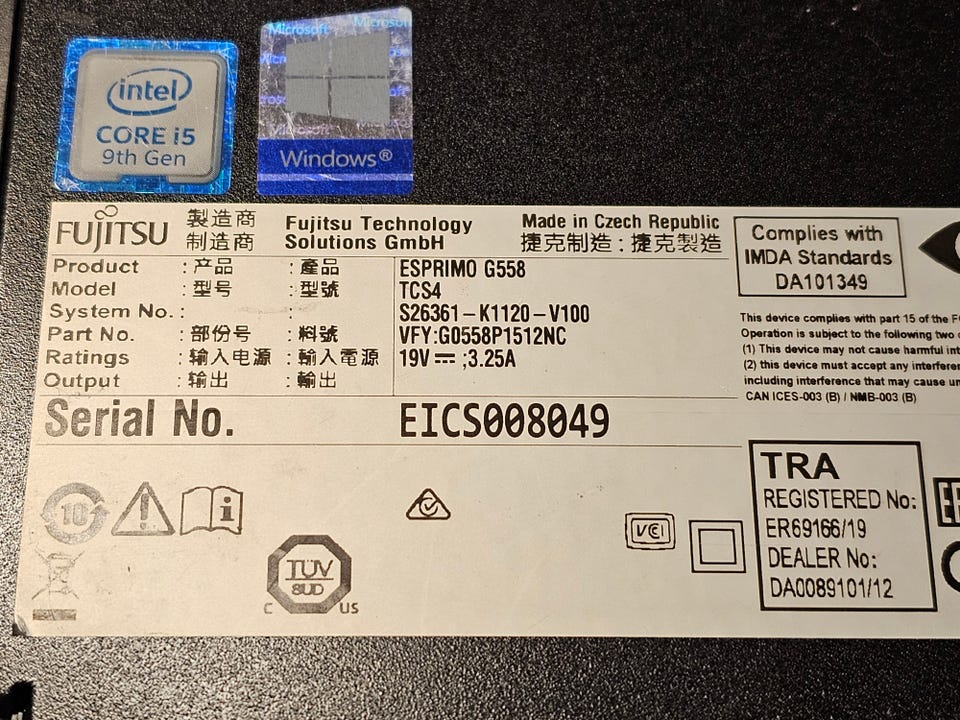 intel
CORE i5
9th Gen
Microsoft Microsoft
Microsoft
Windows®
FUJITSU
製造商
制造商
Fujitsu Technology
Solutions GmbH
Made in Czech Republic
捷克制造 : 捷克製造
Product : 产品 : 產品 ESPRIMO G558
Model : 型号 : 型號 TCS4
System No. : : S26361-K1120-V100
Part No. : 部份号 : 料號 VFY:G0558P1512NC
Ratings : 输入电源 : 輸入電源 19V ⎓ ;3.25A
Output : 输出 : 輸出
Serial No. EICS008049
Complies with
IMDA Standards
DA101349
This device complies with part 15 of the
Operation is subject to the following two
(1) This device may not cause harmful
(2) this device must accept any
including interference that may cause
CAN ICES-003 (B) / NMB-003 (B)
10
i
TÜV
SÜD
C US
VCI
TRA
REGISTERED No:
ER69166/19
DEALER No:
DA0089101/12